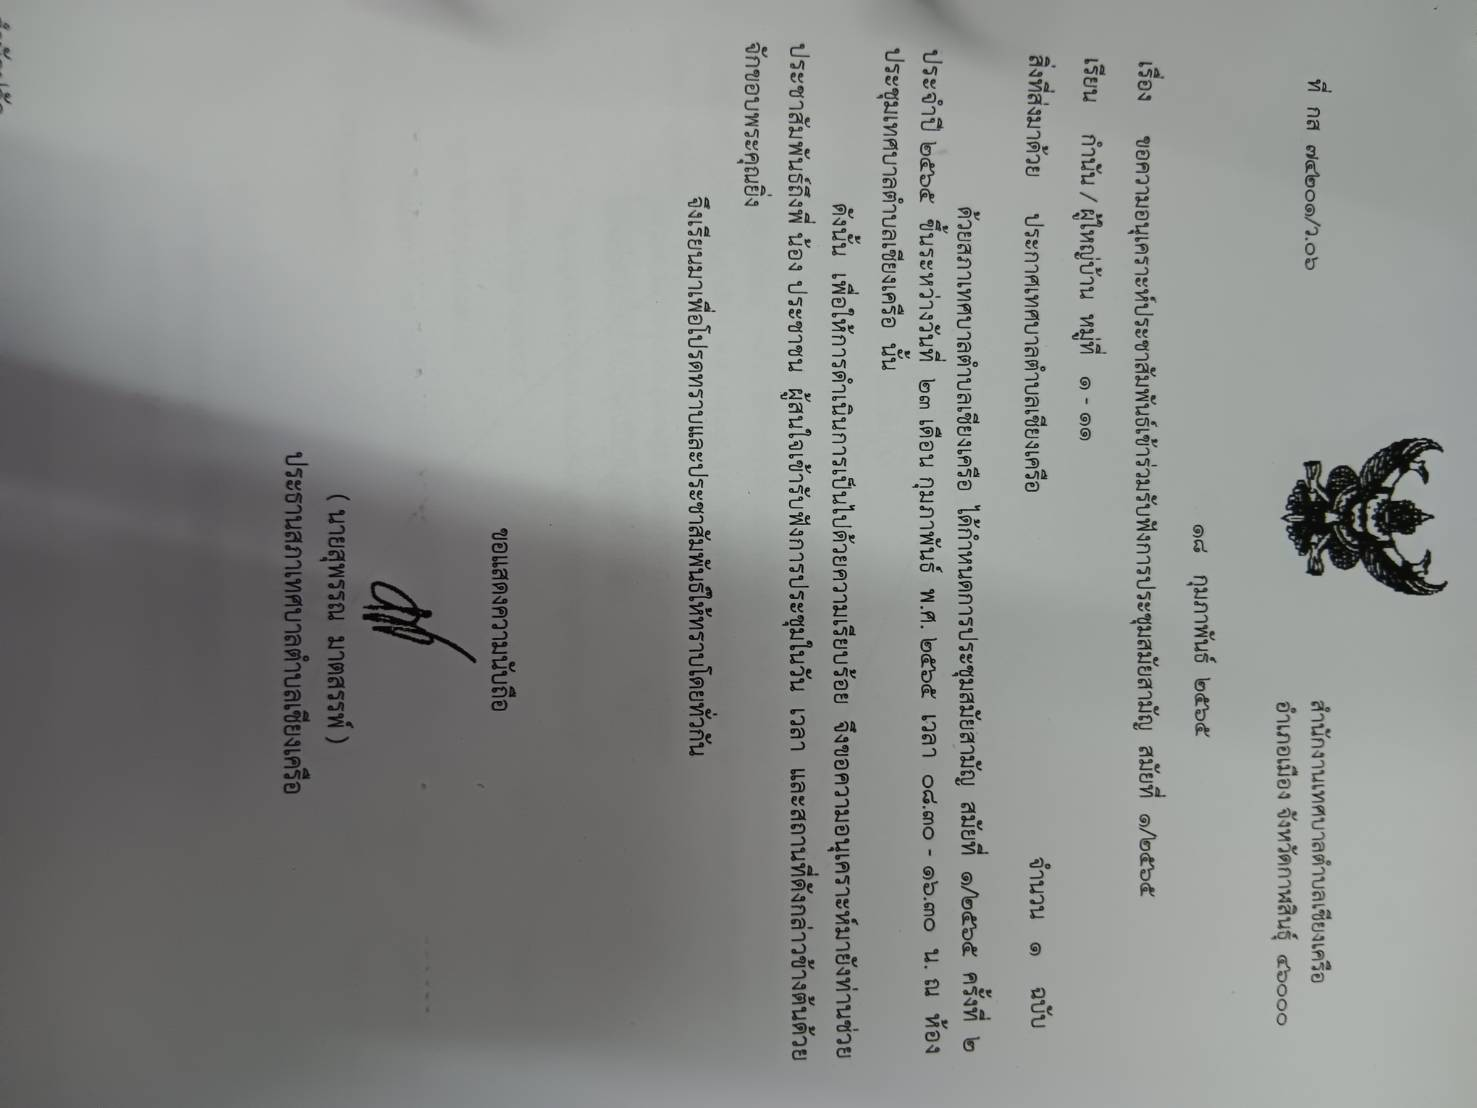 ที่ กส ๗๔๒๐๑/ว.๐๖
สำนักงานเทศบาลตำบลเชียงเครือ
อำเภอเมือง จังหวัดกาฬสินธุ์ ๔๖๐๐๐
๑๘ กุมภาพันธ์ ๒๕๖๕
เรื่อง ขอความอนุเคราะห์ประชาสัมพันธ์เข้าร่วมรับฟังการประชุมสมัยสามัญ สมัยที่ ๑/๒๕๖๕
เรียน กำนัน / ผู้ใหญ่บ้าน หมู่ที่ ๑ - ๑๑
สิ่งที่ส่งมาด้วย ประกาศเทศบาลตำบลเชียงเครือ จำนวน ๑ ฉบับ
ด้วยสภาเทศบาลตำบลเชียงเครือ ได้กำหนดการประชุมสมัยสามัญ สมัยที่ ๑/๒๕๖๕ ครั้งที่ ๒
ประจำปี ๒๕๖๕ ขึ้นระหว่างวันที่ ๒๓ เดือน กุมภาพันธ์ พ.ศ. ๒๕๖๕ เวลา ๐๘.๓๐ - ๑๖.๓๐ น. ณ ห้อง
ประชุมเทศบาลตำบลเชียงเครือ นั้น
ดังนั้น เพื่อให้การดำเนินการเป็นไปด้วยความเรียบร้อย จึงขอความอนุเคราะห์มายังท่านช่วย
ประชาสัมพันธ์ถึงพี่ น้อง ประชาชน ผู้สนใจเข้ารับฟังการประชุมในวัน เวลา และสถานที่ดังกล่าวข้างต้นด้วย
จักขอบพระคุณยิ่ง
จึงเรียนมาเพื่อโปรดทราบและประชาสัมพันธ์ให้ทราบโดยทั่วกัน
ขอแสดงความนับถือ
( นายสุพรรณ มาตสรรพ์ )
ประธานสภาเทศบาลตำบลเชียงเครือ